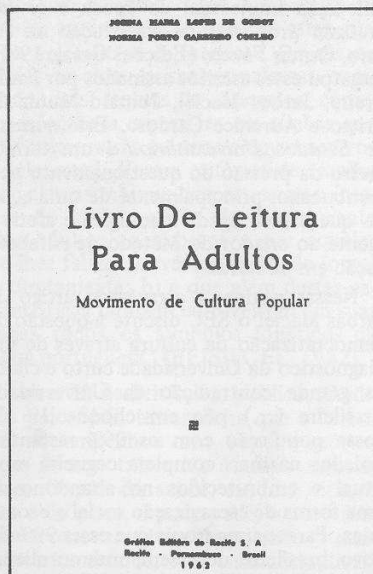 JOSINA MARIA LOPES DE GODOY
NORMA PORTO CARREIRO COELHO
Livro De Leitura
Para Adultos
Movimento de Cultura Popular
Gráfica Editôra do Recife S. A
Recife - Pernambuco - Brasil
1962